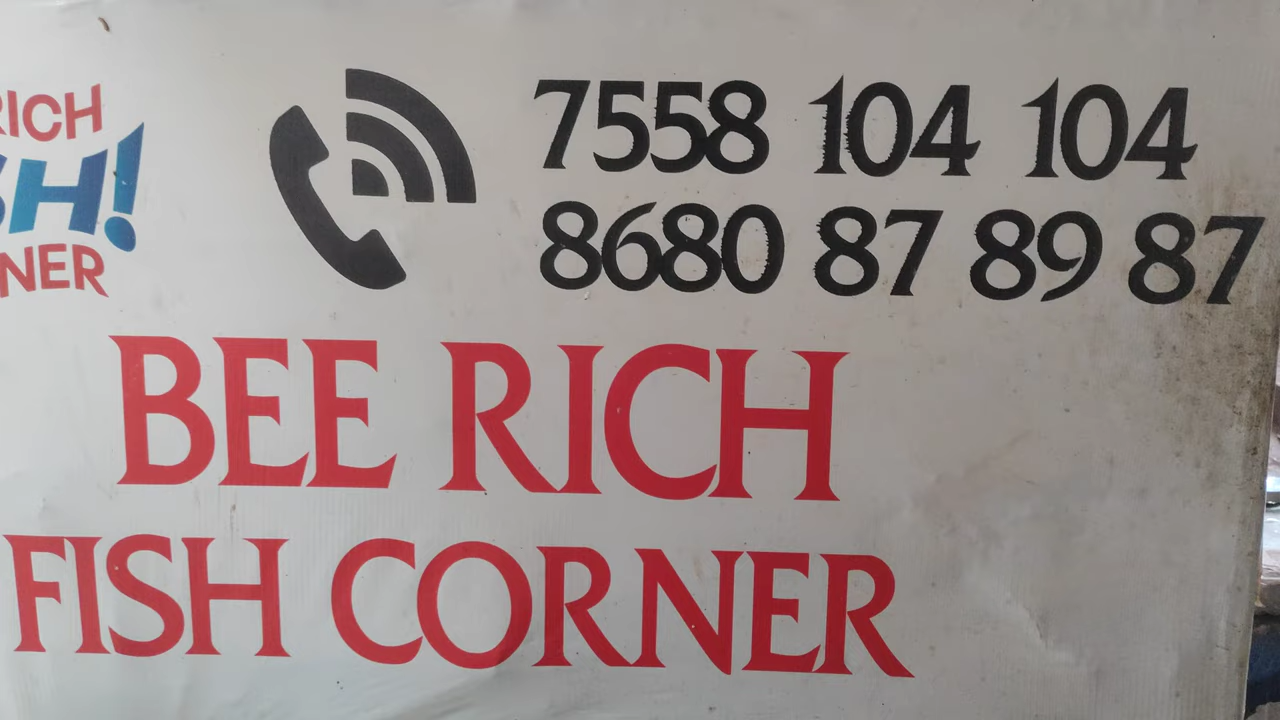 RICH
SH!
NER
7558 104 104
8680 87 89 87
BEE RICH
FISH CORNER